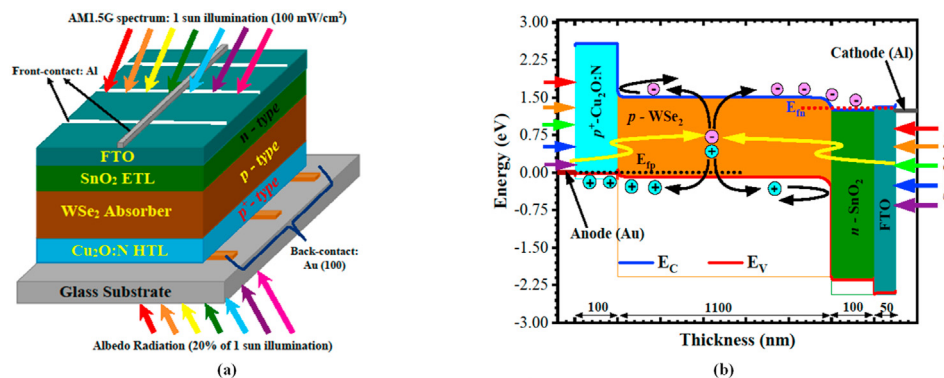 AM1.5G spectrum: 1 sun illumination (100 mW/cm²)
Front-contact: Al
FTO
SnO₂ ETL
WSe₂ Absorber
Cu₂O:N HTL
n - type
p - type
p⁺- type
Back-contact:
Au (100)
Glass Substrate
Albedo Radiation (20% of 1 sun illumination)
(a)
Energy (eV)
3.00
2.25
1.50
0.75
0.00
-0.75
-1.50
-2.25
-3.00
p⁺-Cu₂O:N
p - WSe₂
n - SnO₂
FTO
Cathode (Al)
E_fn
E_fp
Anode (Au)
E_C
E_V
100
1100
100
50
Thickness (nm)
(b)